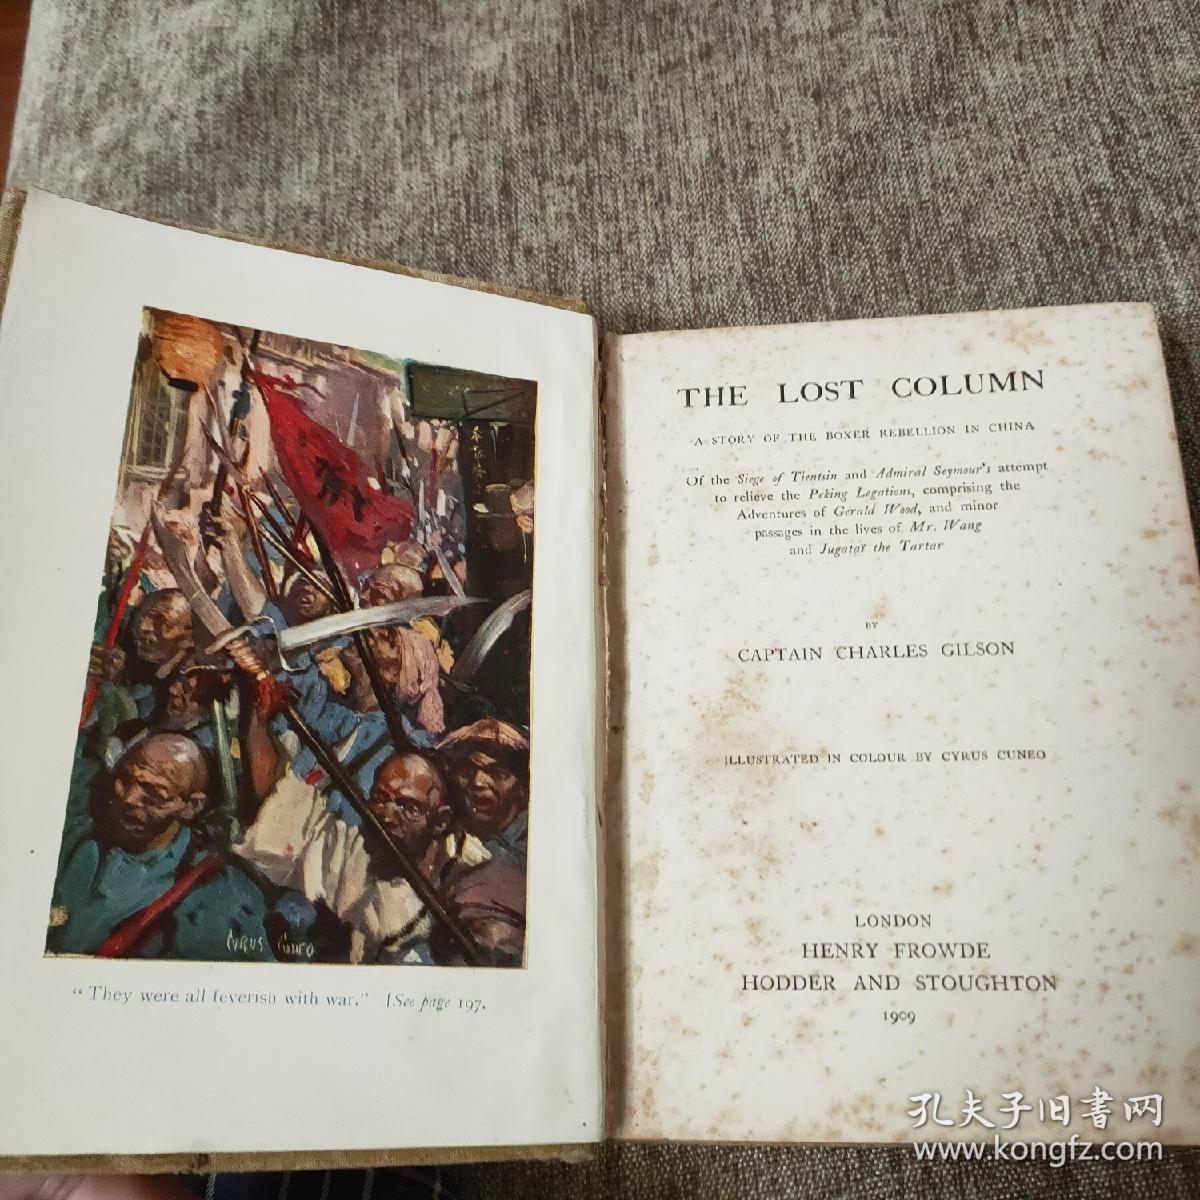 CYRUS CUNEO
"They were all feverish with war." [See page 197.
THE LOST COLUMN
A STORY OF THE BOXER REBELLION IN CHINA
Of the Siege of Tientsin and Admiral Seymour's attempt
to relieve the Peking Legations, comprising the
Adventures of Gerald Wood, and minor
passages in the lives of Mr. Wang
and Jugatai the Tartar
BY
CAPTAIN CHARLES GILSON
ILLUSTRATED IN COLOUR BY CYRUS CUNEO
LONDON
HENRY FROWDE
HODDER AND STOUGHTON
1909
孔夫子旧书网
www.kongfz.com